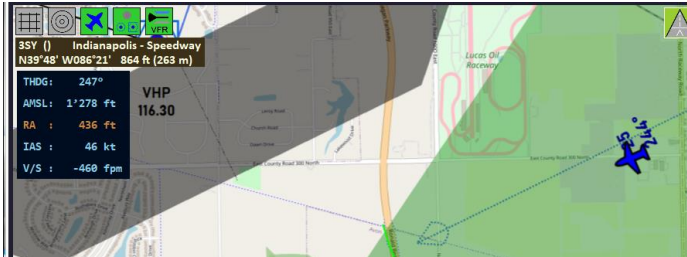 VFR
3SY () Indianapolis - Speedway
N39°48' W086°21' 864 ft (263 m)
THDG: 247°
AMSL: 1'278 ft
RA : 436 ft
IAS : 46 kt
V/S : -460 fpm
VHP
116.30
Lucas Oil
Raceway
East County Road 300 North
East County Road 300 North
244°